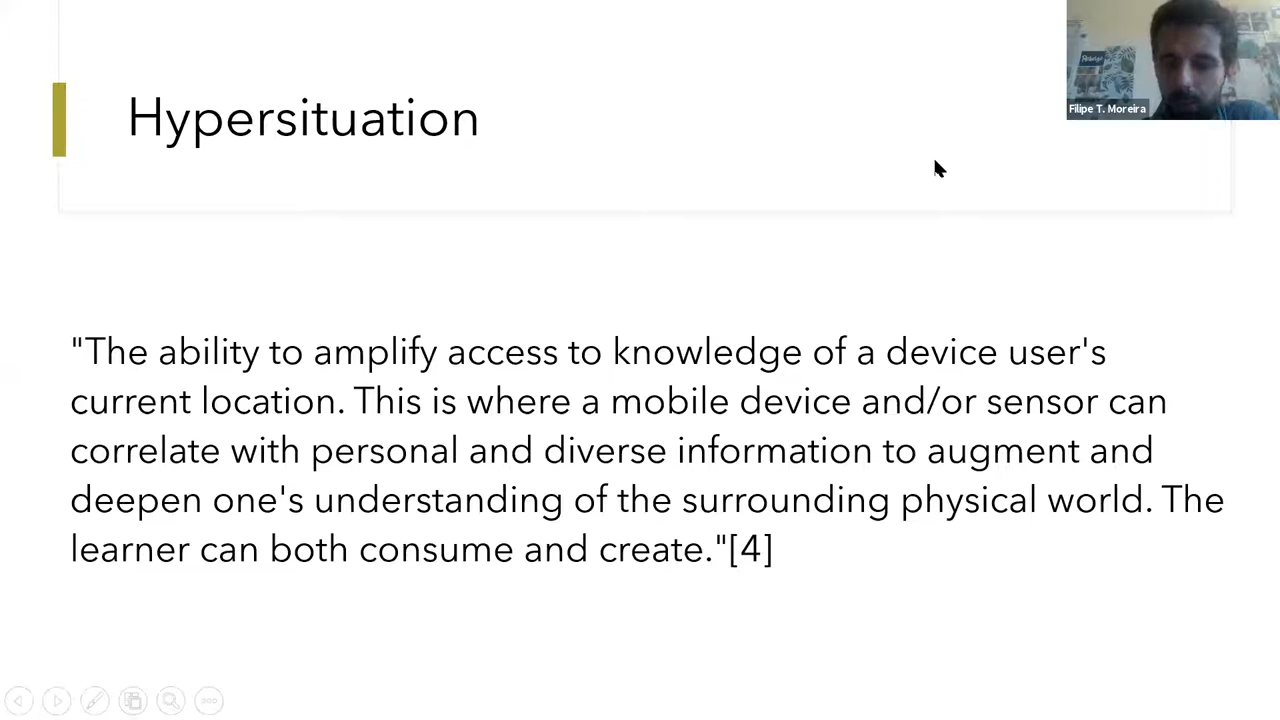 Hypersituation
Filipe T. Moreira
"The ability to amplify access to knowledge of a device user's
current location. This is where a mobile device and/or sensor can
correlate with personal and diverse information to augment and
deepen one's understanding of the surrounding physical world. The
learner can both consume and create."[4]